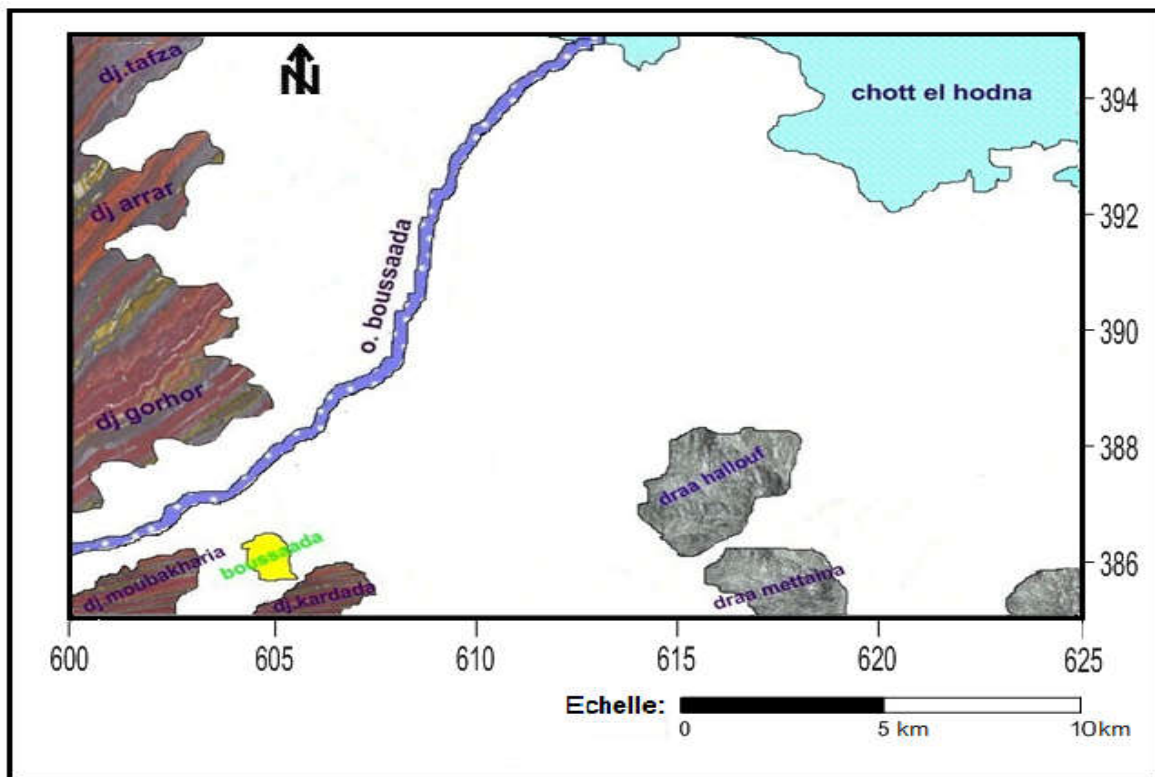 dj.tafza
N
chott el hodna
394
dj arrar
392
o. boussaada
390
dj gorhor
388
draa hallouf
boussaada
386
dj.moubakharia
dj.kardada
draa mettaina
600 605 610 615 620 625
Echelle:
0 5 km 10km